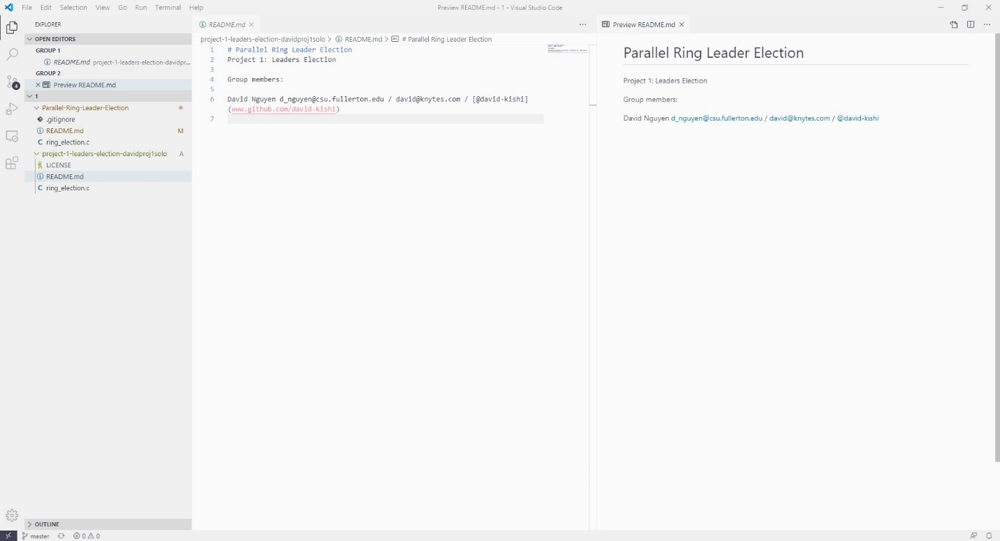 File Edit Selection View Go Run Terminal Help
Preview README.md - 1 - Visual Studio Code
EXPLORER
OPEN EDITORS
GROUP 1
README.md project-1-leaders-election-davidpr...
GROUP 2
Preview README.md
1
Parallel-Ring-Leader-Election
.gitignore
README.md M
C ring_election.c
project-1-leaders-election-davidproj1solo A
LICENSE
README.md
C ring_election.c
OUTLINE
4
README.md
project-1-leaders-election-davidproj1solo > README.md > # Parallel Ring Leader Election
1 # Parallel Ring Leader Election
2 Project 1: Leaders Election
3
4 Group members:
5
6 David Nguyen d_nguyen@csu.fullerton.edu / david@knytes.com / [@david-kishi]
(www.github.com/david-kishi)
7
Preview README.md
Parallel Ring Leader Election
Project 1: Leaders Election
Group members:
David Nguyen d_nguyen@csu.fullerton.edu / david@knytes.com / @david-kishi
master 0 0